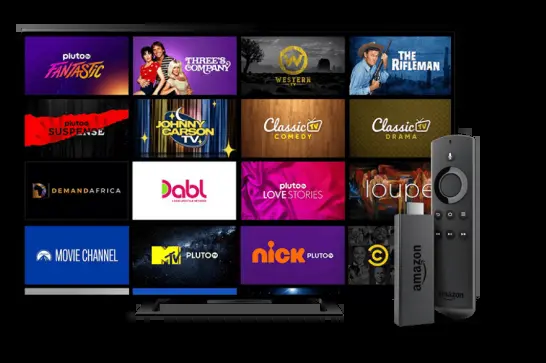 pluto tv
FANTASTIC
THREE'S
COMPANY
WESTERN
TV
THE
RIFLEMAN
pluto tv
SUSPENSE
JOHNNY
CARSON
TV
Classic TV
COMEDY
Classic TV
DRAMA
DEMANDAFRICA
Dabl
pluto tv
LOVE STORIES
loupe
MOVIE CHANNEL
MTV
PLUTO TV
nick PLUTO TV
amazon
amazon